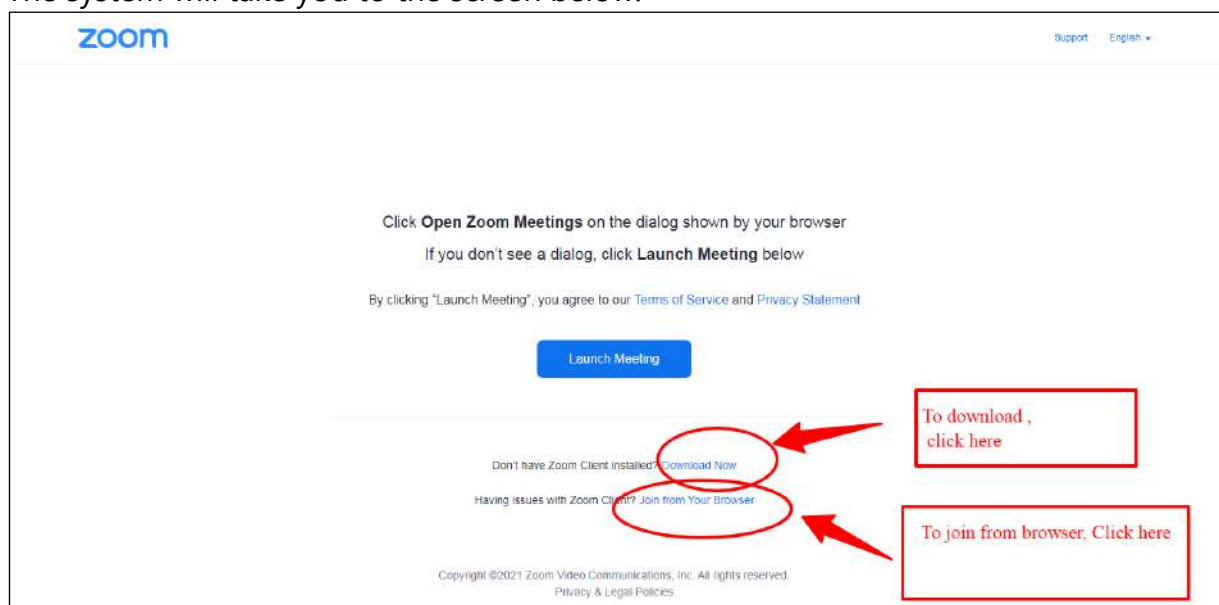 The system will take you to the screen below.
zoom
Support English
Click Open Zoom Meetings on the dialog shown by your browser
If you don't see a dialog, click Launch Meeting below
By clicking "Launch Meeting", you agree to our Terms of Service and Privacy Statement
Launch Meeting
To download ,
click here
Don't have Zoom Client installed? Download Now
Having issues with Zoom Client? Join from Your Browser
To join from browser, Click here
Copyright ©2021 Zoom Video Communications, Inc. All rights reserved.
Privacy & Legal Policies